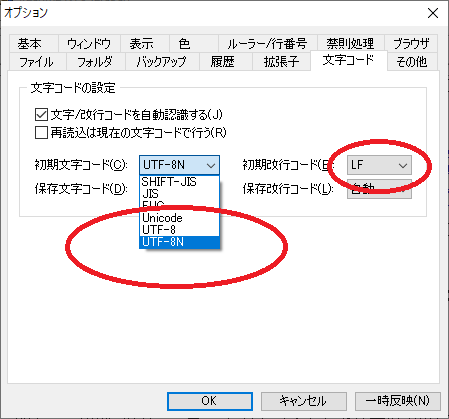 オプション
基本 ウィンドウ 表示 色 ルーラー/行番号 禁則処理 ブラウザ
ファイル フォルダ バックアップ 履歴 拡張子 文字コード その他
文字コードの設定
文字/改行コードを自動認識する(J)
再読込は現在の文字コードで行う(R)
初期文字コード(C): UTF-8N 初期改行コード LF
保存文字コード(D): 保存改行コード(L): 自動
SHIFT-JIS
JIS
EUC
Unicode
UTF-8
UTF-8N
OK キャンセル 一時反映(N)